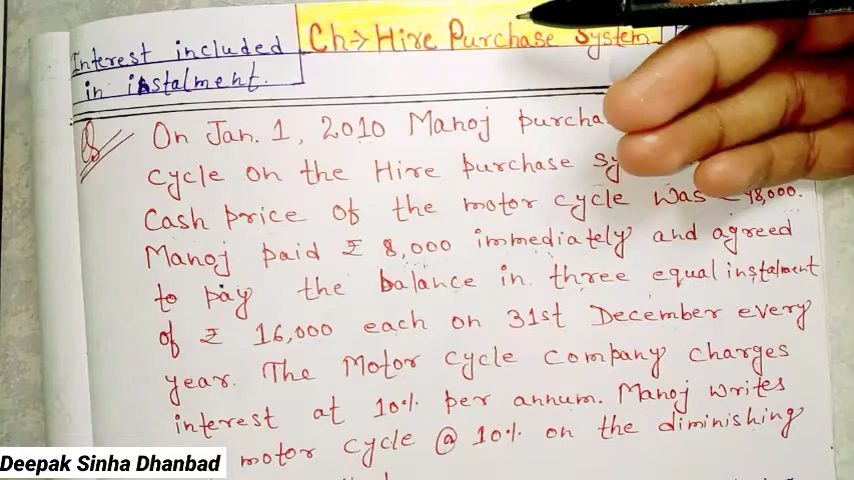 Interest included
in instalment.
Ch→Hire Purchase System
Q On Jan. 1, 2010 Manoj purcha
cycle on the Hire purchase sy
Cash price of the motor cycle was 48,000.
Manoj paid ₹ 8,000 immediately and agreed
to pay the balance in three equal instalment
of ₹ 16,000 each on 31st December every
year. The Motor cycle company charges
interest at 10% per annum. Manoj writes
motor cycle @ 10% on the diminishing
Deepak Sinha Dhanbad